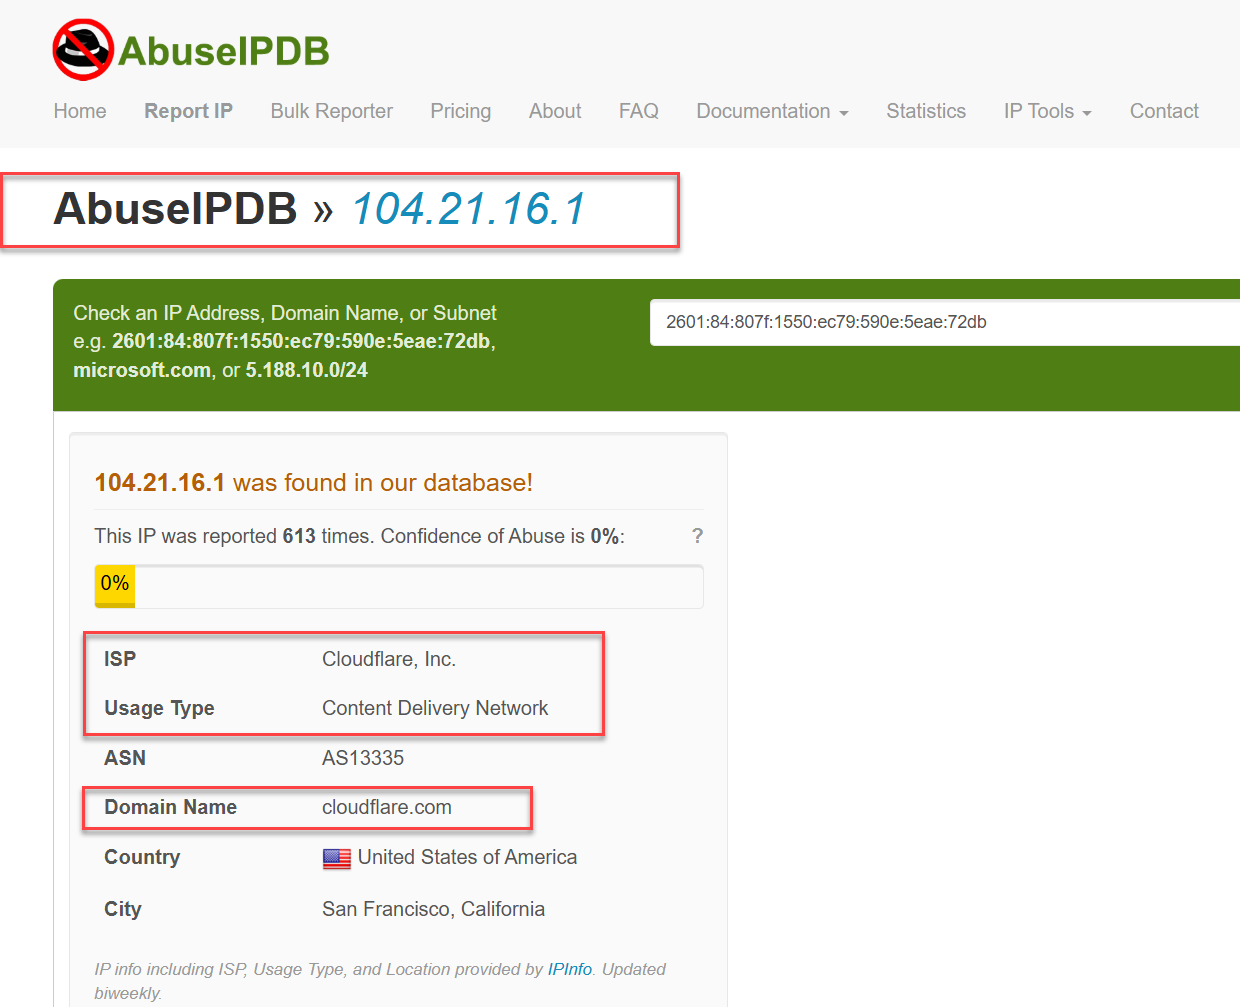 AbuseIPDB
Home Report IP Bulk Reporter Pricing About FAQ Documentation Statistics IP Tools Contact
AbuseIPDB » 104.21.16.1
Check an IP Address, Domain Name, or Subnet
e.g. 2601:84:807f:1550:ec79:590e:5eae:72db,
microsoft.com, or 5.188.10.0/24
2601:84:807f:1550:ec79:590e:5eae:72db
104.21.16.1 was found in our database!
This IP was reported 613 times. Confidence of Abuse is 0%: ?
0%
ISP Cloudflare, Inc.
Usage Type Content Delivery Network
ASN AS13335
Domain Name cloudflare.com
Country United States of America
City San Francisco, California
IP info including ISP, Usage Type, and Location provided by IPInfo. Updated
biweekly.